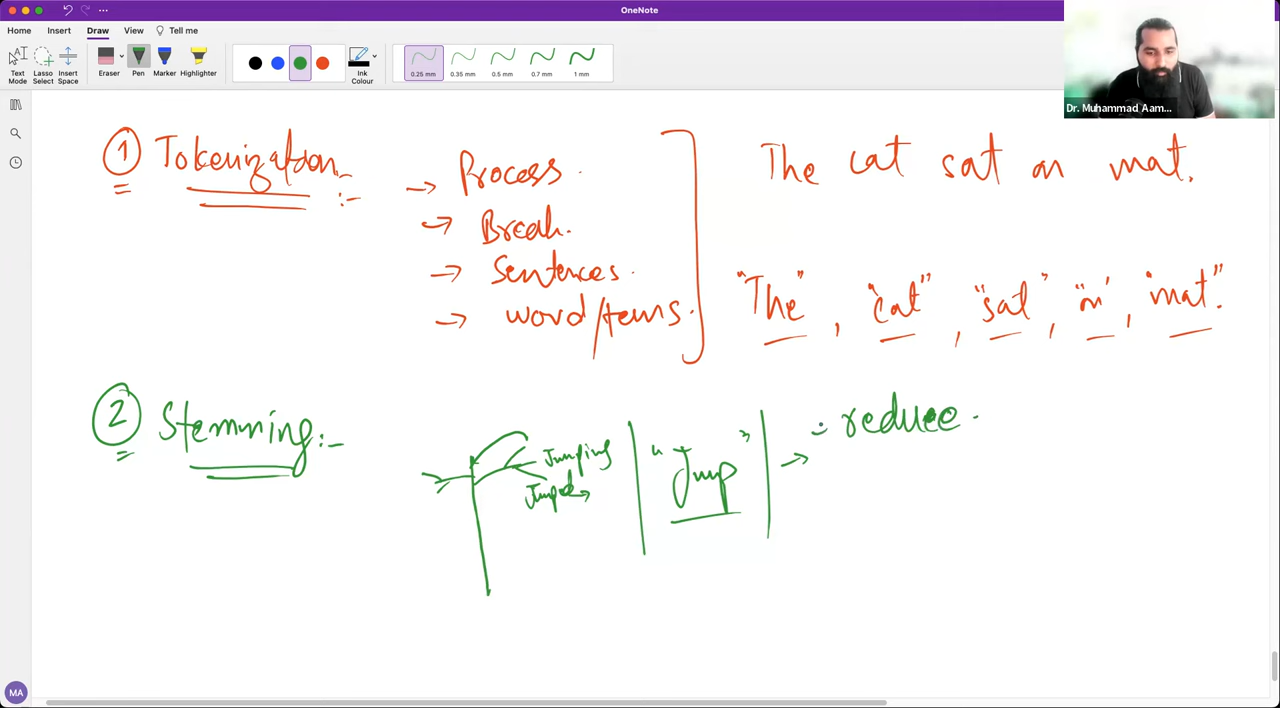 OneNote
Home Insert Draw View Tell me
Text Mode Lasso Select Insert Space Eraser Pen Marker Highlighter Ink Colour 0.25 mm 0.35 mm 0.5 mm 0.7 mm 1 mm
Dr. Muhammad Aam...
① Tokenization :-
→ Process.
→ Break.
→ Sentences.
→ word/terms.
The cat sat on mat.
"The", "cat", "sat", "on", "mat."
② Stemming :-
Jumping
Jumped
"Jump"
→ reduce.
MA